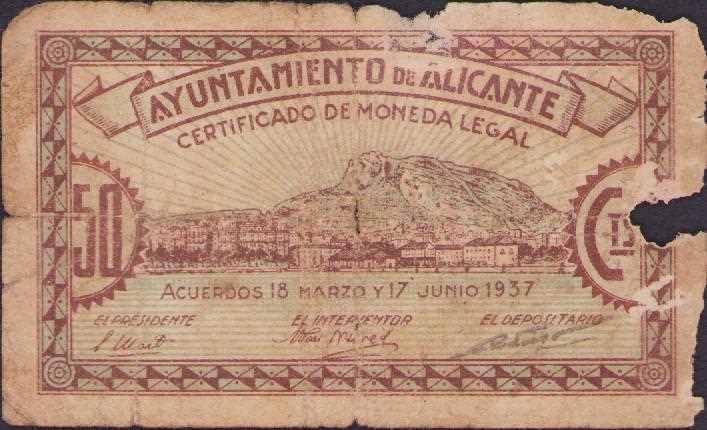 AYUNTAMIENTO DE ALICANTE
CERTIFICADO DE MONEDA LEGAL
50 CTS
ACUERDOS 18 MARZO Y 17 JUNIO 1937
EL PRESIDENTE EL INTERVENTOR EL DEPOSITARIO